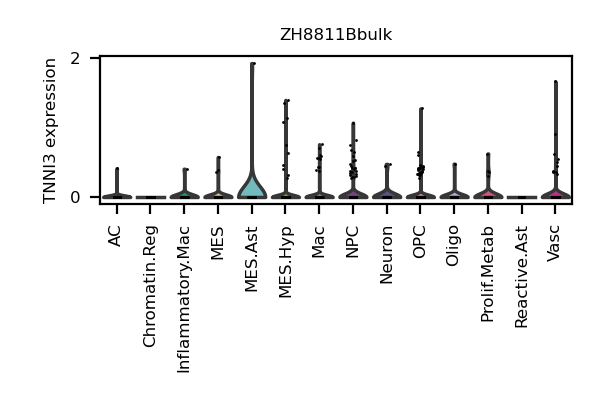 ZH8811Bbulk
TNNI3 expression
2
0
AC
Chromatin.Reg
Inflammatory.Mac
MES
MES.Ast
MES.Hyp
Mac
NPC
Neuron
OPC
Oligo
Prolif.Metab
Reactive.Ast
Vasc